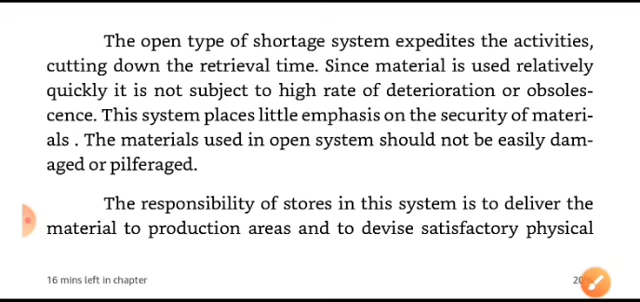 The open type of shortage system expedites the activities,
cutting down the retrieval time. Since material is used relatively
quickly it is not subject to high rate of deterioration or obsoles-
cence. This system places little emphasis on the security of materi-
als . The materials used in open system should not be easily dam-
aged or pilferaged.
The responsibility of stores in this system is to deliver the
material to production areas and to devise satisfactory physical
16 mins left in chapter